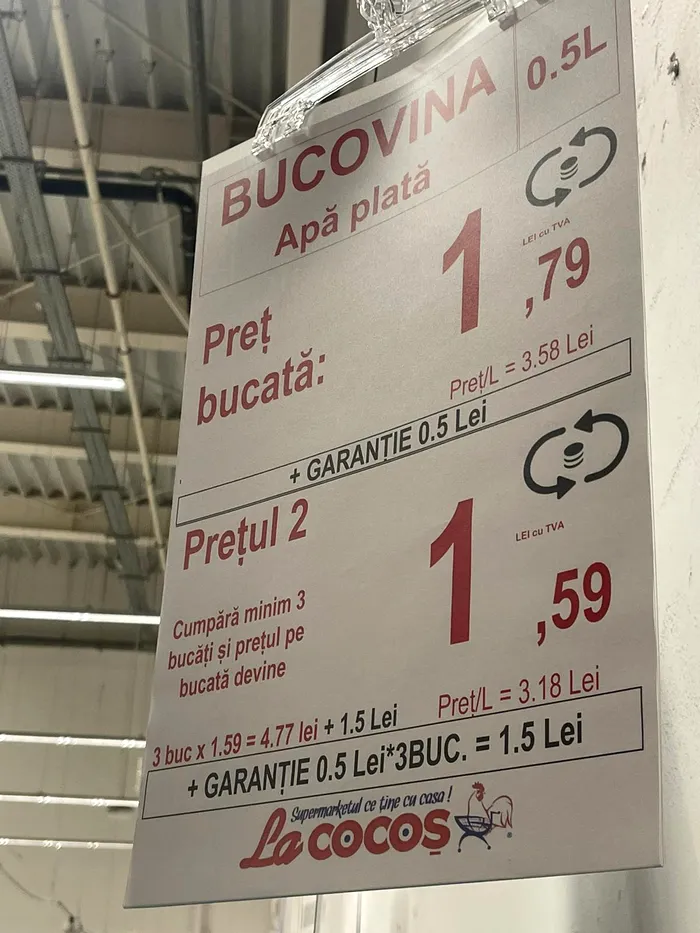 BUCOVINA
0.5L
Apă plată
LEI cu TVA
Preț
bucată:
1,79
Preț/L = 3.58 Lei
+ GARANTIE 0.5 Lei
Prețul 2
LEI cu TVA
1,59
Cumpără minim 3
bucăți și prețul pe
bucată devine
Preț/L = 3.18 Lei
3 buc x 1.59 = 4.77 lei + 1.5 Lei
+ GARANȚIE 0.5 Lei*3BUC. = 1.5 Lei
Supermarketul ce ține cu casa !
La COCOȘ